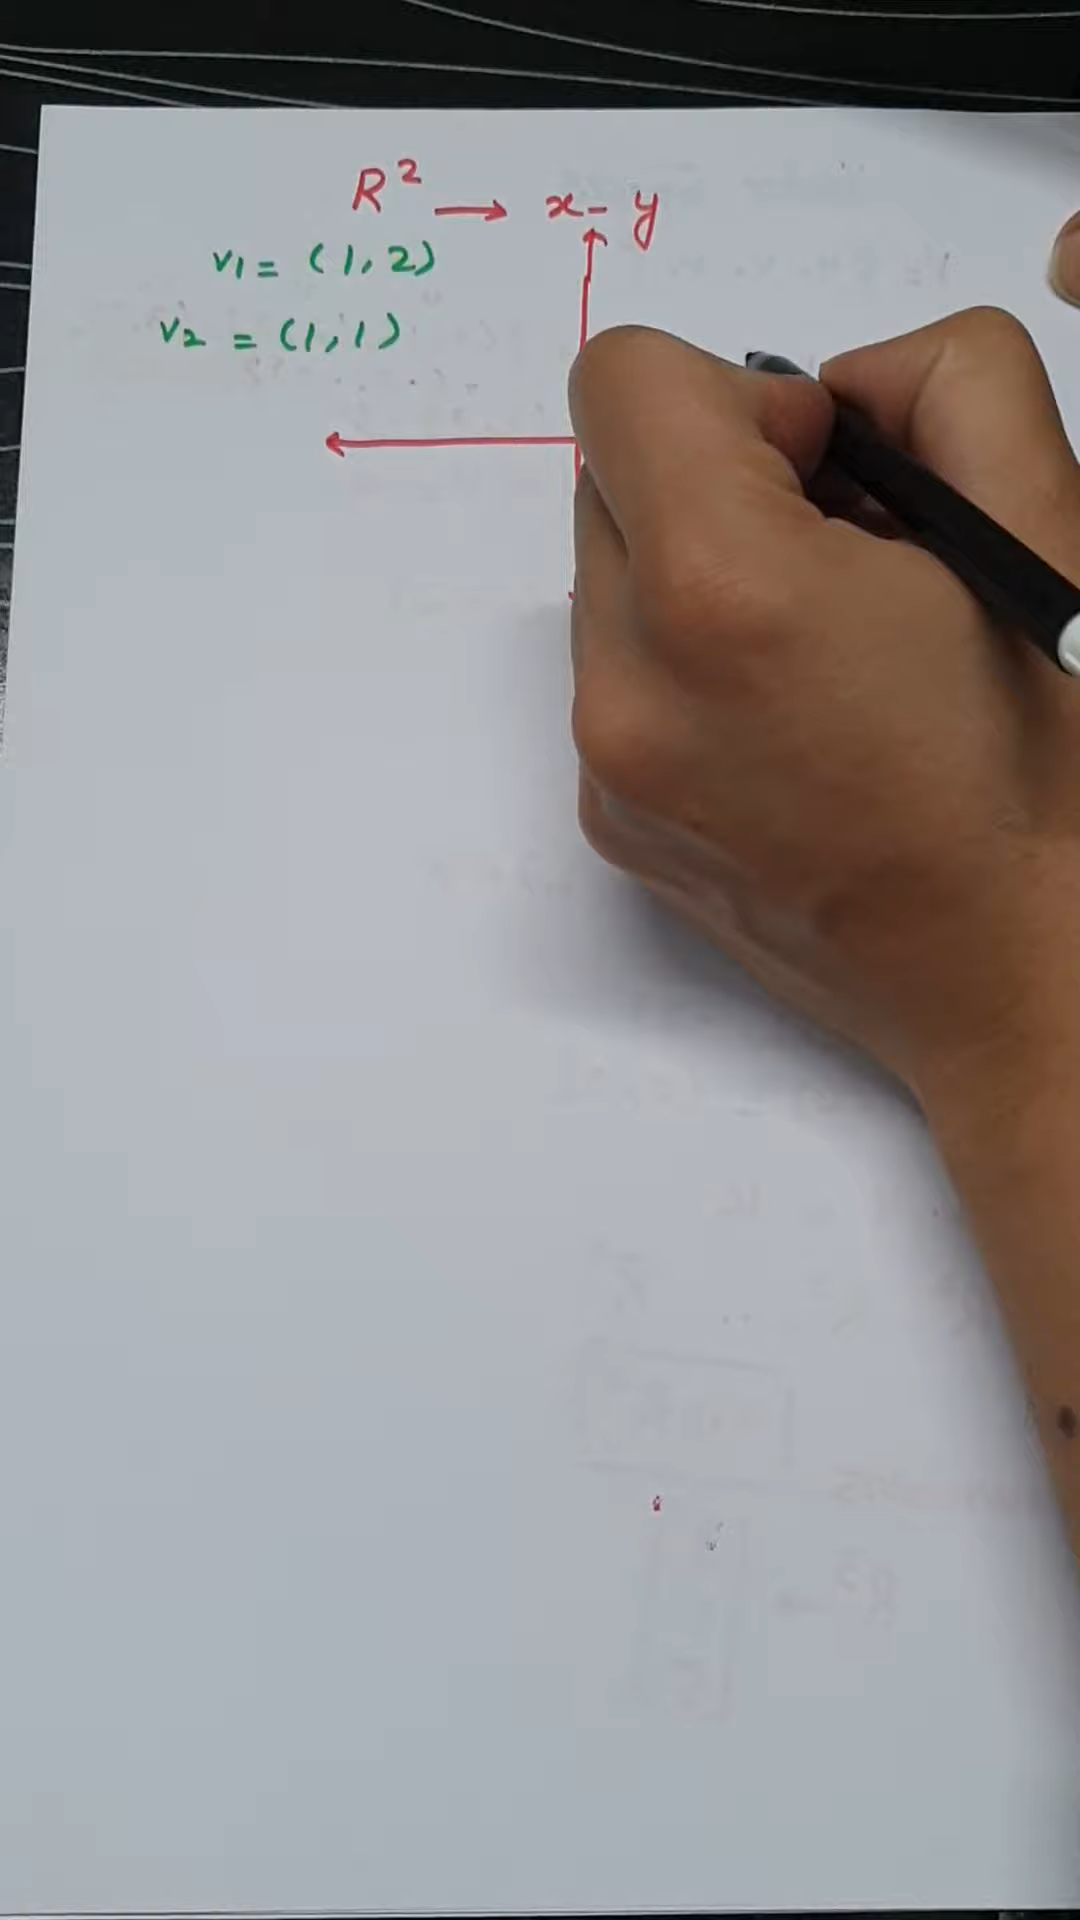 R² → x - y
v1 = (1, 2)
v2 = (1, 1)